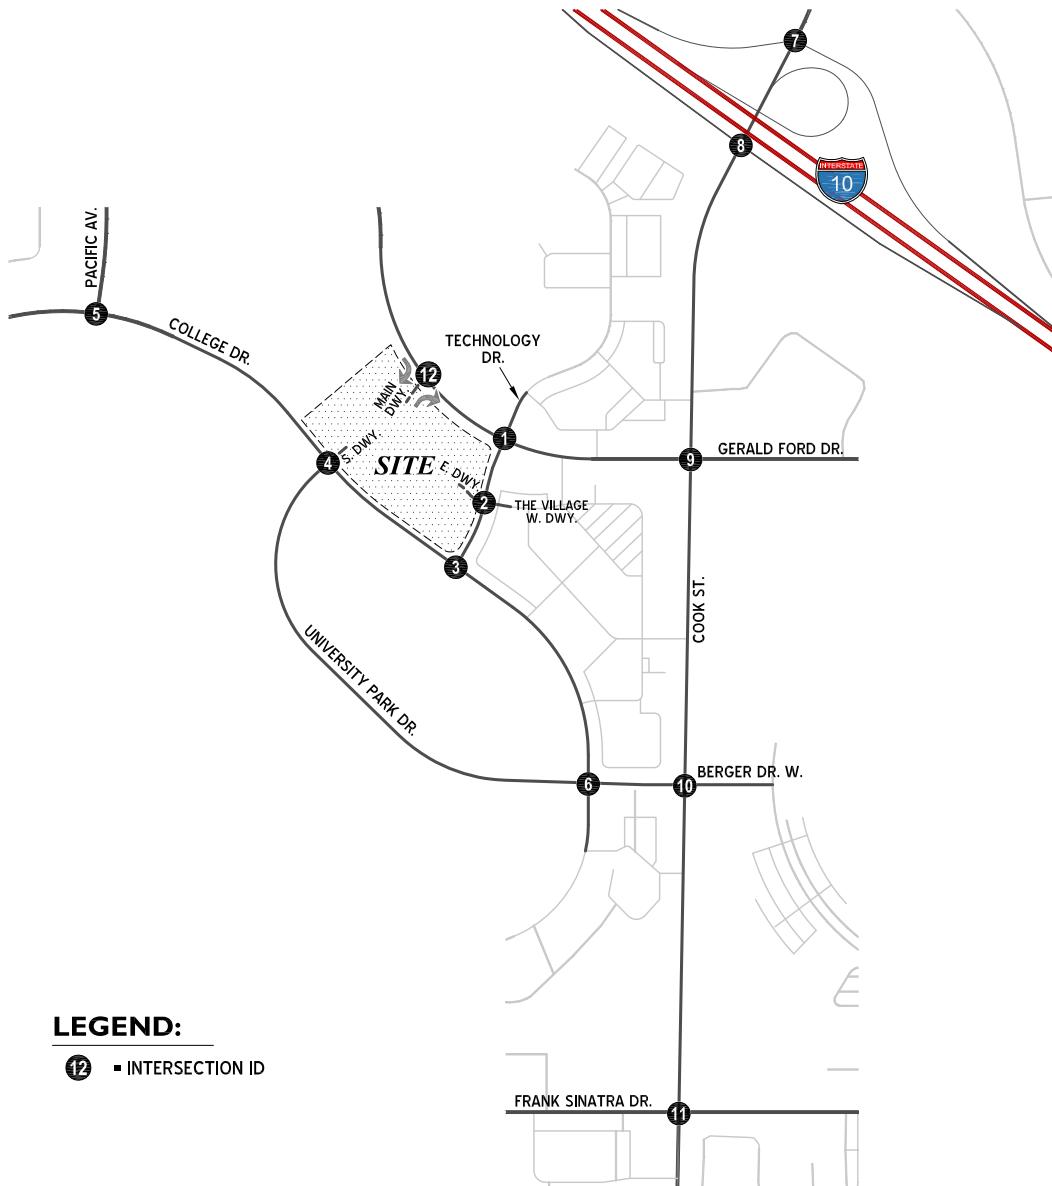 7
8
INTERSTATE
10
PACIFIC AV.
5
COLLEGE DR.
TECHNOLOGY
DR.
12
MAIN
DWY.
1
GERALD FORD DR.
9
S. DWY.
4
SITE
E. DWY.
2
THE VILLAGE
W. DWY.
3
COOK ST.
UNIVERSITY PARK DR.
6
BERGER DR. W.
10
LEGEND:
12 = INTERSECTION ID
FRANK SINATRA DR.
11